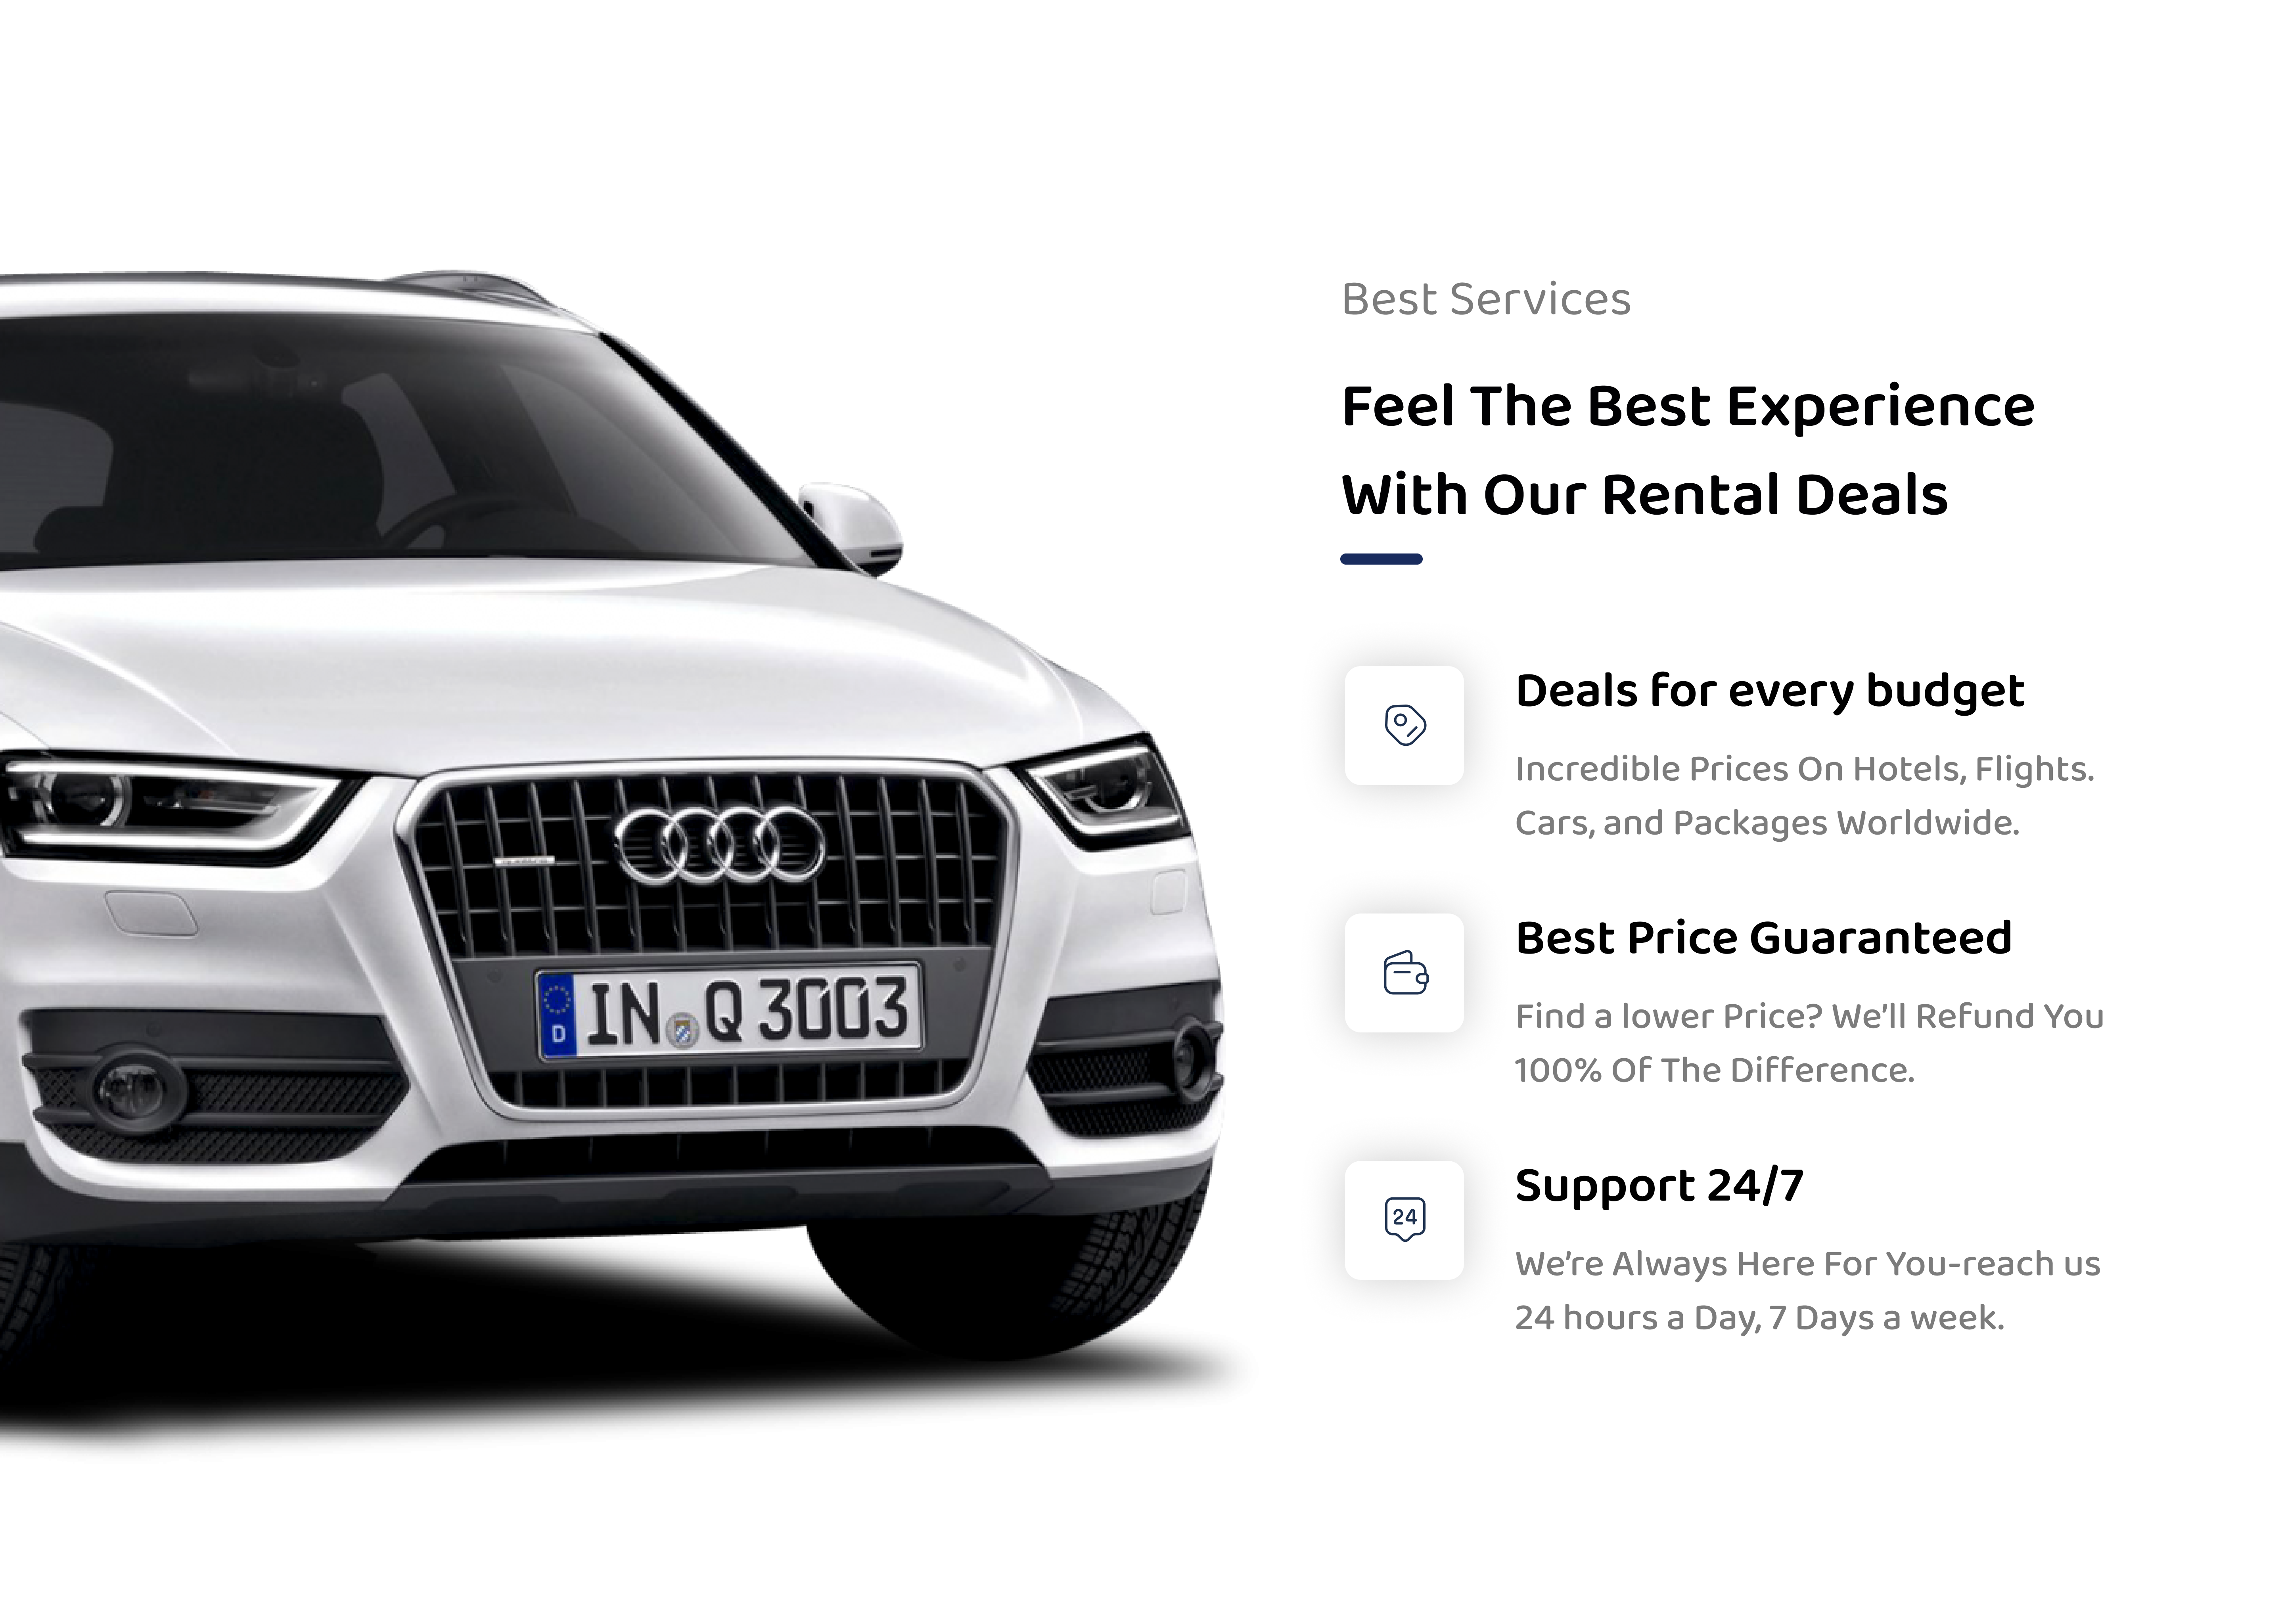 Best Services
Feel The Best Experience
With Our Rental Deals
Deals for every budget
Incredible Prices On Hotels, Flights.
Cars, and Packages Worldwide.
Best Price Guaranteed
Find a lower Price? We'll Refund You
100% Of The Difference.
24
Support 24/7
We're Always Here For You-reach us
24 hours a Day, 7 Days a week.
D
IN Q 3003